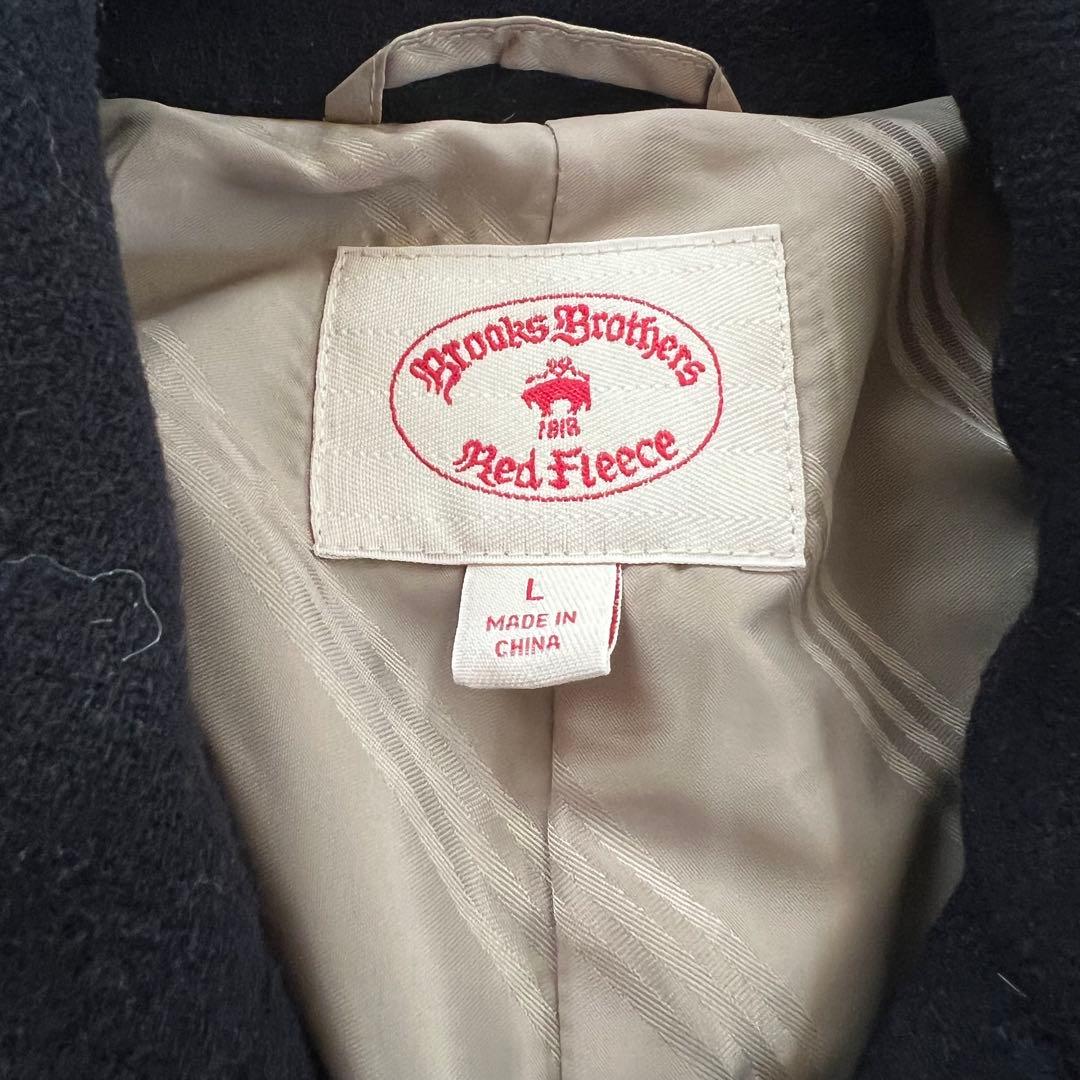 Brooks Brothers
1818
Red Fleece
L
MADE IN
CHINA